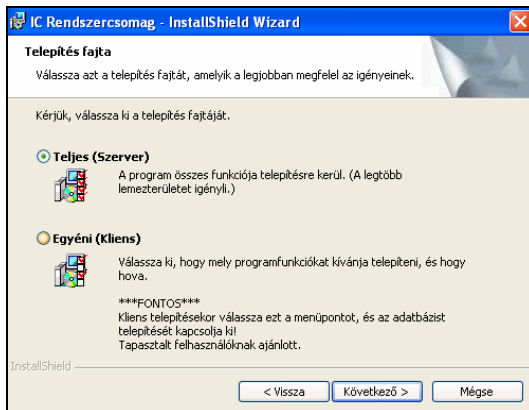 IC Rendszercsomag - InstallShield Wizard
Telepítés fajta
Válassza azt a telepítés fajtát, amelyik a legjobban megfelel az igényeinek.
Kérjük, válassza ki a telepítés fajtáját.
Teljes (Szerver)
A program összes funkciója telepítésre kerül. (A legtöbb
lemezterületet igényli.)
Egyéni (Kliens)
Válassza ki, hogy mely programfunkciókat kívánja telepíteni, és hogy
hova.
***FONTOS***
Kliens telepítésekor válassza ezt a menüpontot, és az adatbázist
telepítését kapcsolja ki!
Tapasztalt felhasználóknak ajánlott.
InstallShield
< Vissza
Következő >
Mégse